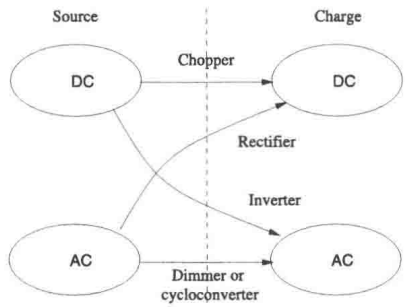 Source
Charge
Chopper
DC
DC
Rectifier
Inverter
AC
AC
Dimmer or
cycloconverter